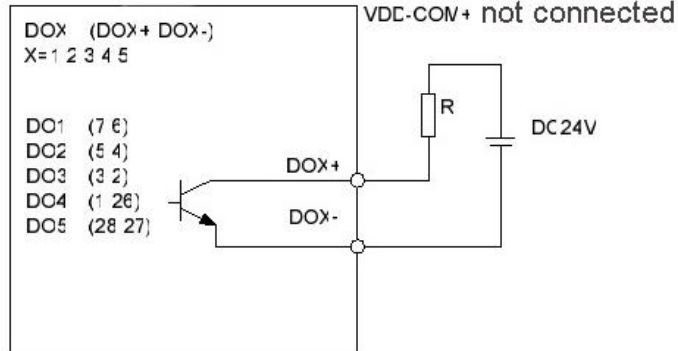 VDD-COM+ not connected
DOX (DOX+ DOX-)
X=1 2 3 4 5
R
DC24V
DO1 (7 6)
DO2 (5 4)
DO3 (3 2)
DO4 (1 26)
DO5 (28 27)
DOX+
DOX-